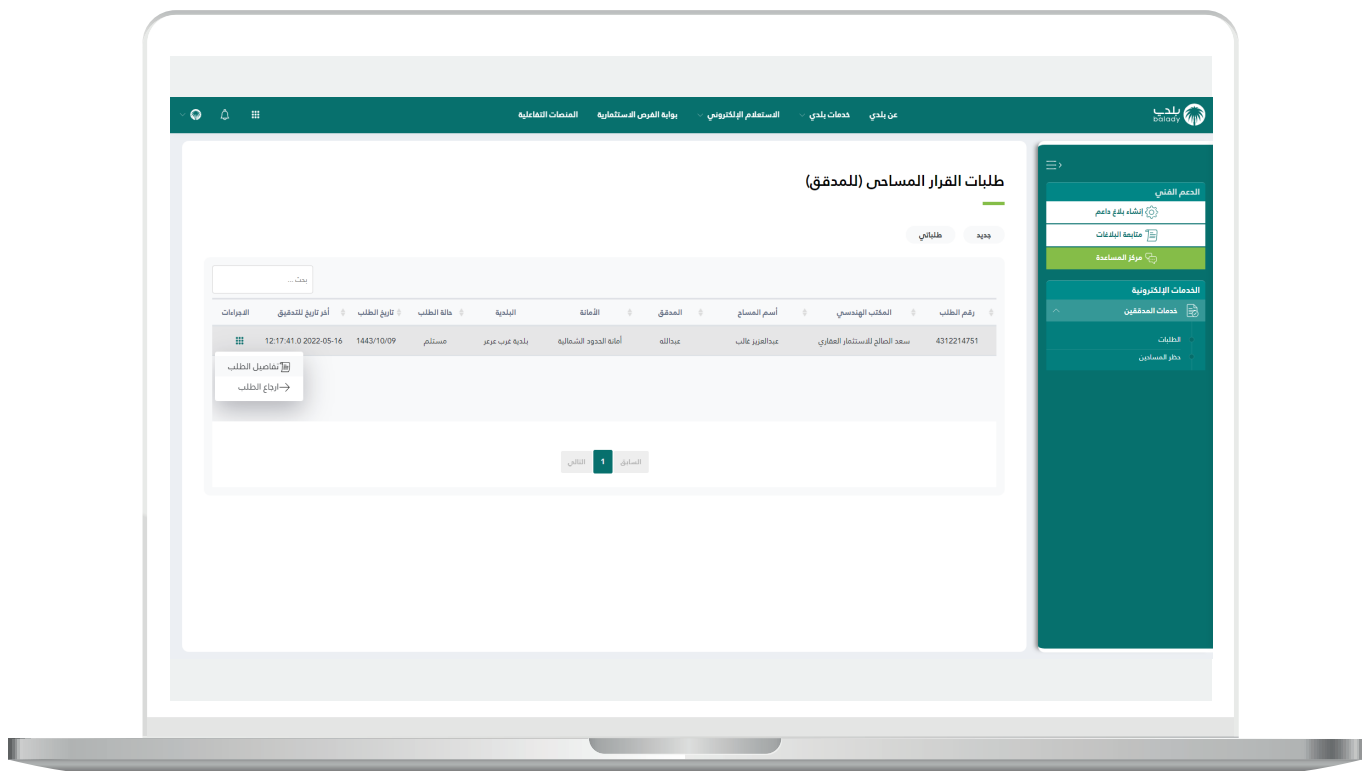 بلدي
balady
عن بلدي
خدمات بلدي
الاستعلام الإلكتروني
بوابة الفرص الاستثمارية
المنصات التفاعلية
الدعم الفني
إنشاء بلاغ داعم
متابعة البلاغات
مركز المساعدة
الخدمات الإلكترونية
خدمات المدققين
الطلبات
حظر المساحين
طلبات القرار المساحى (للمدقق)
جديد
طلباتي
بحث ...
رقم الطلب المكتب الهندسي أسم المساح المدقق الأمانة البلدية حالة الطلب تاريخ الطلب أخر تاريخ للتدقيق الاجراءات
4312214751 سعد الصالح للاستثمار العقاري عبدالعزيز غالب عبدالله أمانة الحدود الشمالية بلدية غرب عرعر مستلم 1443/10/09 2022-05-16 12:17:41.0
تفاصيل الطلب
ارجاع الطلب
السابق 1 التالي